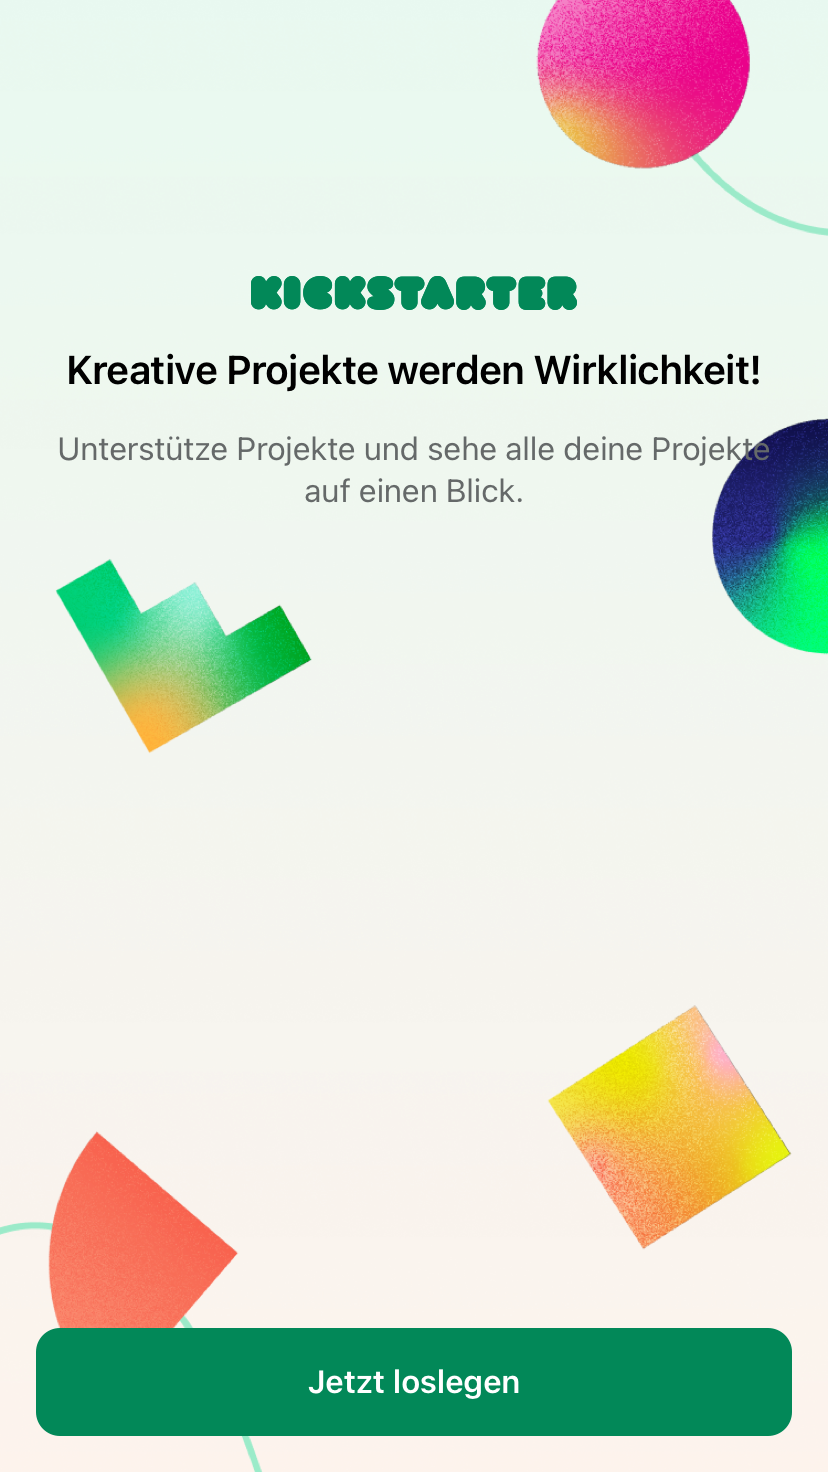 KICKSTARTER
Kreative Projekte werden Wirklichkeit!
Unterstütze Projekte und sehe alle deine Projekte
auf einen Blick.
Jetzt loslegen